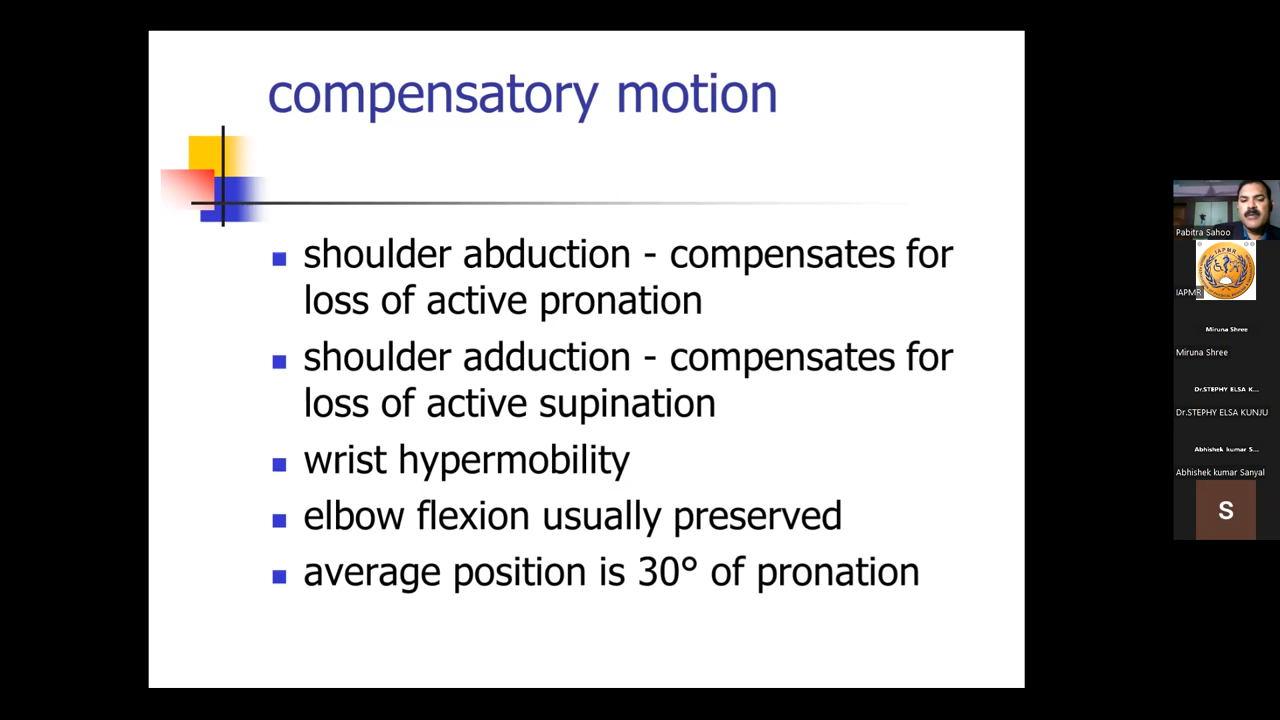 compensatory motion
shoulder abduction - compensates for
loss of active pronation
shoulder adduction - compensates for
loss of active supination
wrist hypermobility
elbow flexion usually preserved
average position is 30° of pronation
Pabitra Sahoo
IAPMR
IAPMR
Miruna Shree
Miruna Shree
Dr.STEPHY ELSA K...
Dr.STEPHY ELSA KUNJU
Abhishek kumar S...
Abhishek kumar Sanyal
S